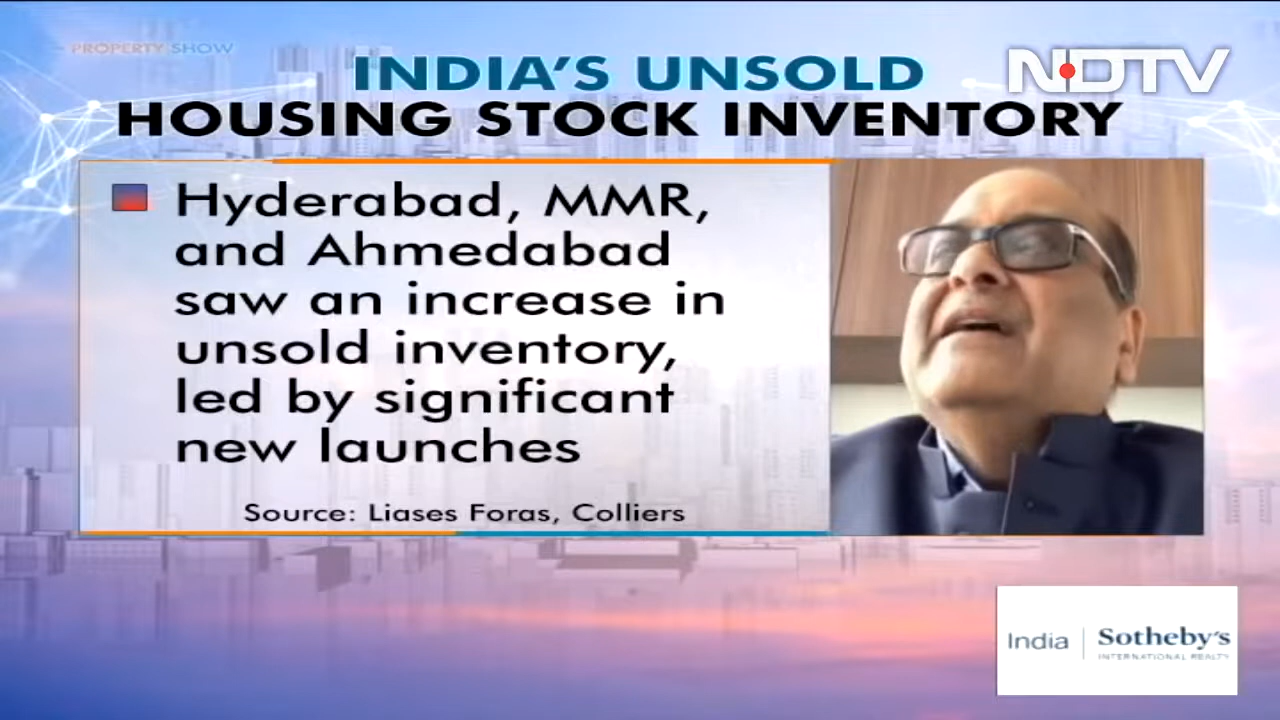 PROPERTY SHOW
INDIA'S UNSOLD
NDTV
HOUSING STOCK INVENTORY
Hyderabad, MMR,
and Ahmedabad
saw an increase in
unsold inventory,
led by significant
new launches
Source: Liases Foras, Colliers
India | Sotheby's
INTERNATIONAL REALTY